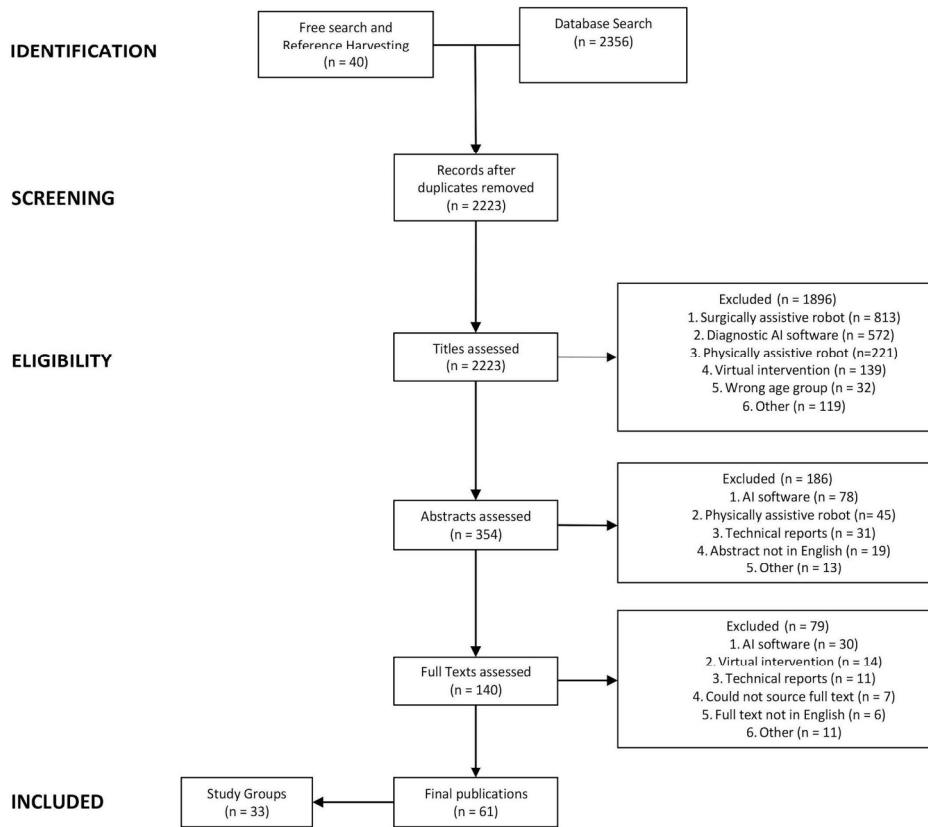 IDENTIFICATION
Free search and
Reference Harvesting
(n = 40)
Database Search
(n = 2356)
SCREENING
Records after
duplicates removed
(n = 2223)
ELIGIBILITY
Titles assessed
(n = 2223)
Excluded (n = 1896)
1. Surgically assistive robot (n = 813)
2. Diagnostic AI software (n = 572)
3. Physically assistive robot (n=221)
4. Virtual intervention (n = 139)
5. Wrong age group (n = 32)
6. Other (n = 119)
Abstracts assessed
(n = 354)
Excluded (n = 186)
1. AI software (n = 78)
2. Physically assistive robot (n= 45)
3. Technical reports (n = 31)
4. Abstract not in English (n = 19)
5. Other (n = 13)
Full Texts assessed
(n = 140)
Excluded (n = 79)
1. AI software (n = 30)
2. Virtual intervention (n = 14)
3. Technical reports (n = 11)
4. Could not source full text (n = 7)
5. Full text not in English (n = 6)
6. Other (n = 11)
INCLUDED
Study Groups
(n = 33)
Final publications
(n = 61)